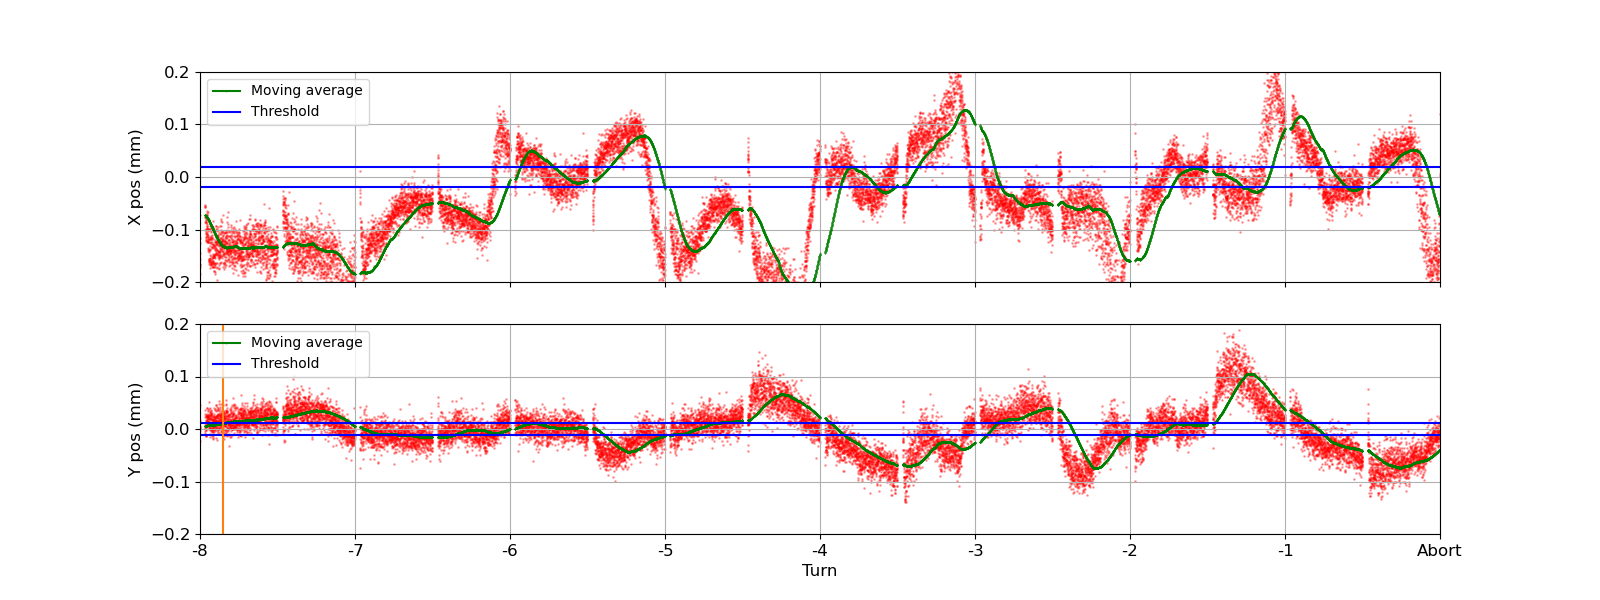 0.2
0.1
0.0
−0.1
−0.2
X pos (mm)
Moving average
Threshold
0.2
0.1
0.0
−0.1
−0.2
Y pos (mm)
Moving average
Threshold
-8 -7 -6 -5 -4 -3 -2 -1 Abort
Turn